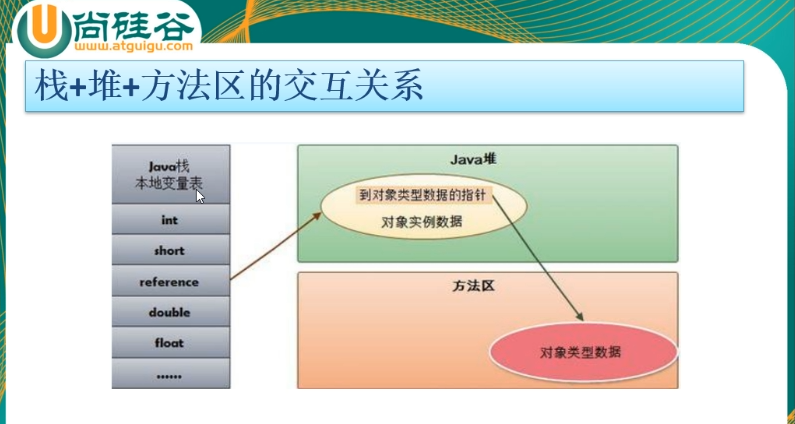 尚硅谷
www.atguigu.com
栈+堆+方法区的交互关系
Java栈
本地变量表
int
short
reference
double
float
......
Java堆
到对象类型数据的指针
对象实例数据
方法区
对象类型数据